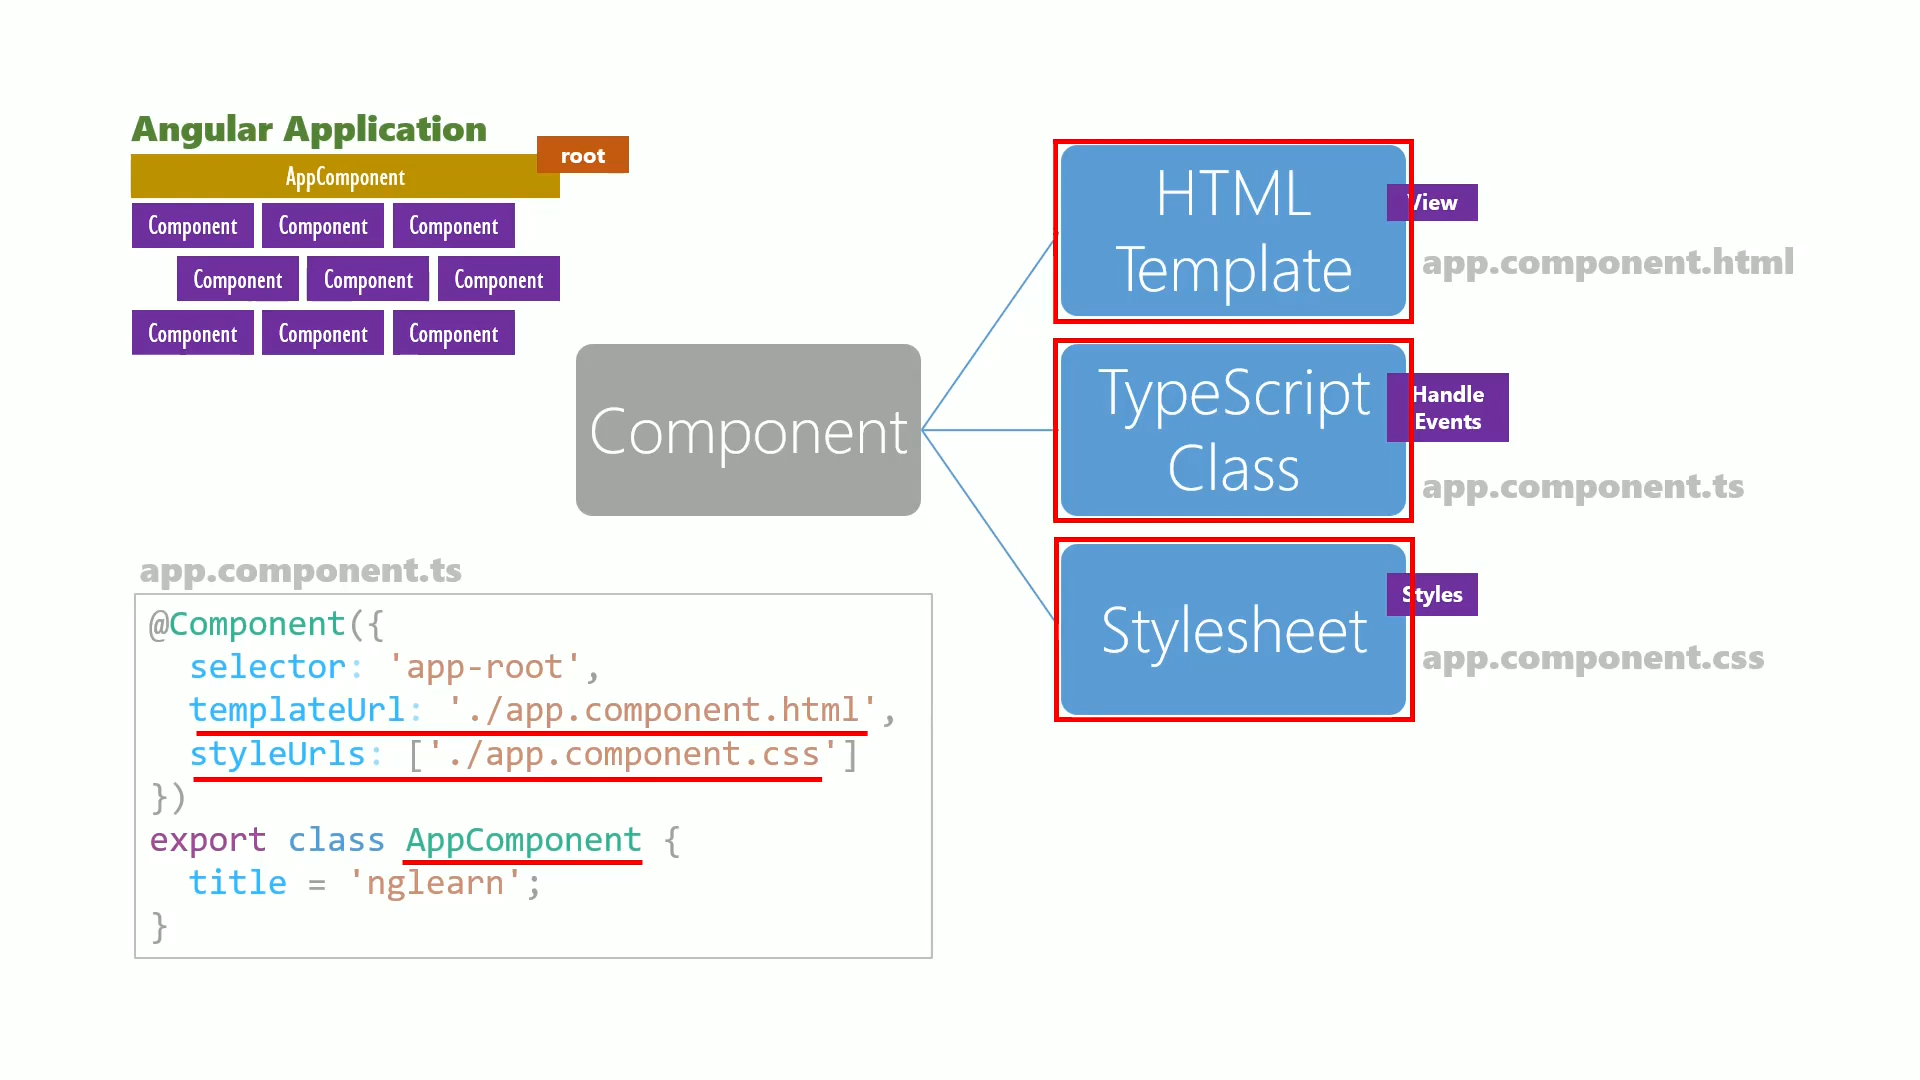 Angular Application
root
AppComponent
Component Component Component
Component Component Component
Component Component Component
Component
HTML
Template
View
app.component.html
TypeScript
Class
Handle
Events
app.component.ts
Stylesheet
Styles
app.component.css
app.component.ts
@Component({
selector: 'app-root',
templateUrl: './app.component.html',
styleUrls: ['./app.component.css']
})
export class AppComponent {
title = 'nglearn';
}